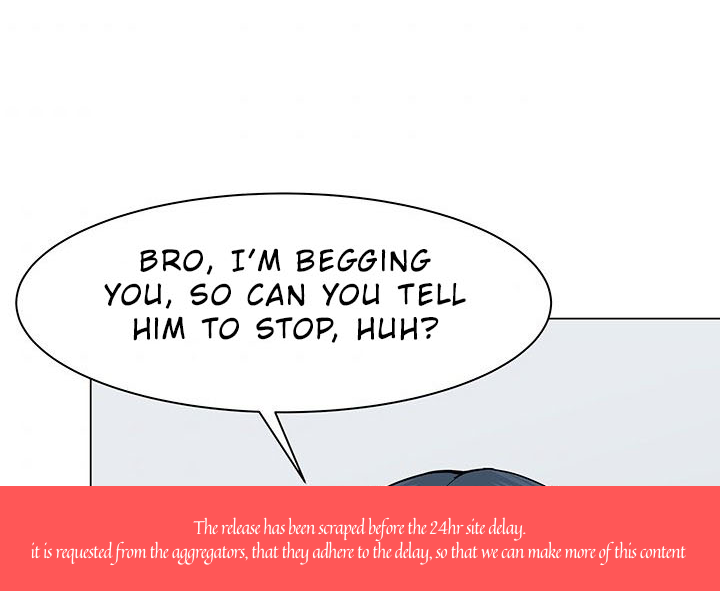 BRO, I'M BEGGING
YOU, SO CAN YOU TELL
HIM TO STOP, HUH?
The release has been scraped before the 24hr site delay.
it is requested from the aggregators, that they adhere to the delay, so that we can make more of this content